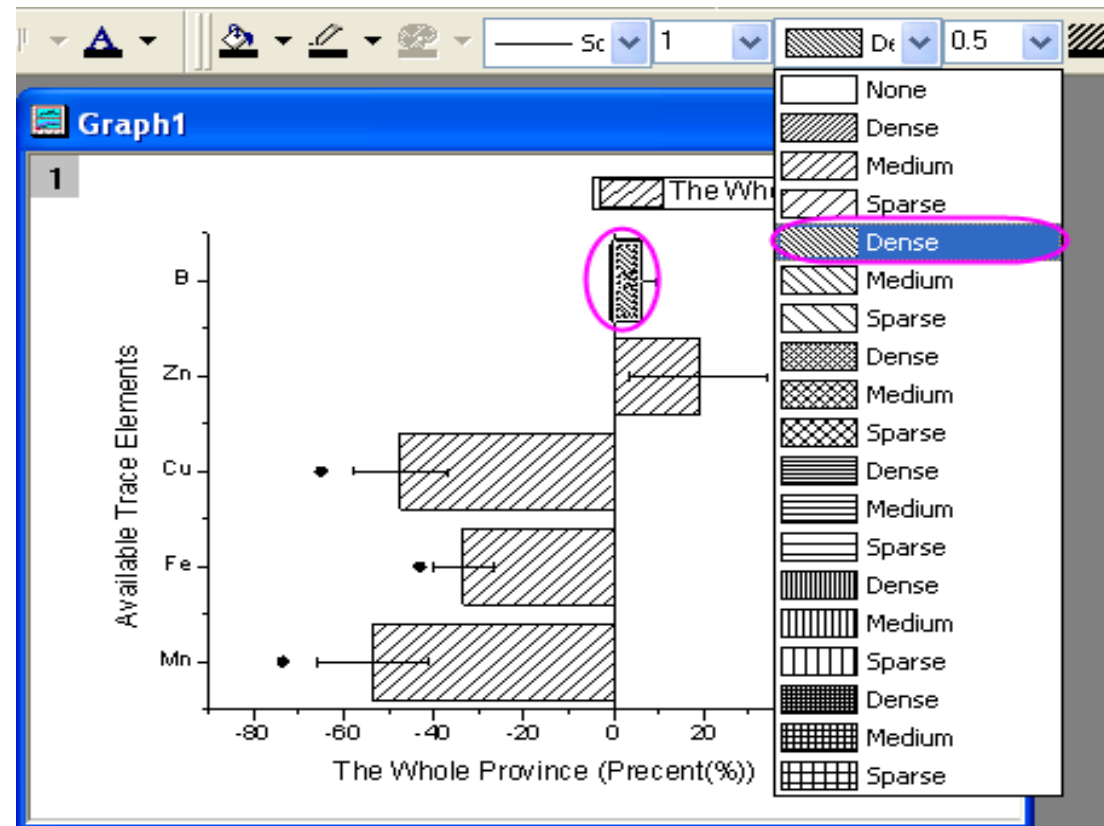 A Sc 1 De 0.5
None
Dense
Medium
Sparse
Dense
Medium
Sparse
Dense
Medium
Sparse
Dense
Medium
Sparse
Dense
Medium
Sparse
Dense
Medium
Sparse
Graph1
1
The Wh
B
Zn
Cu
Fe
Mn
Available Trace Elements
-80 -60 -40 -20 0 20
The Whole Province (Precent(%))